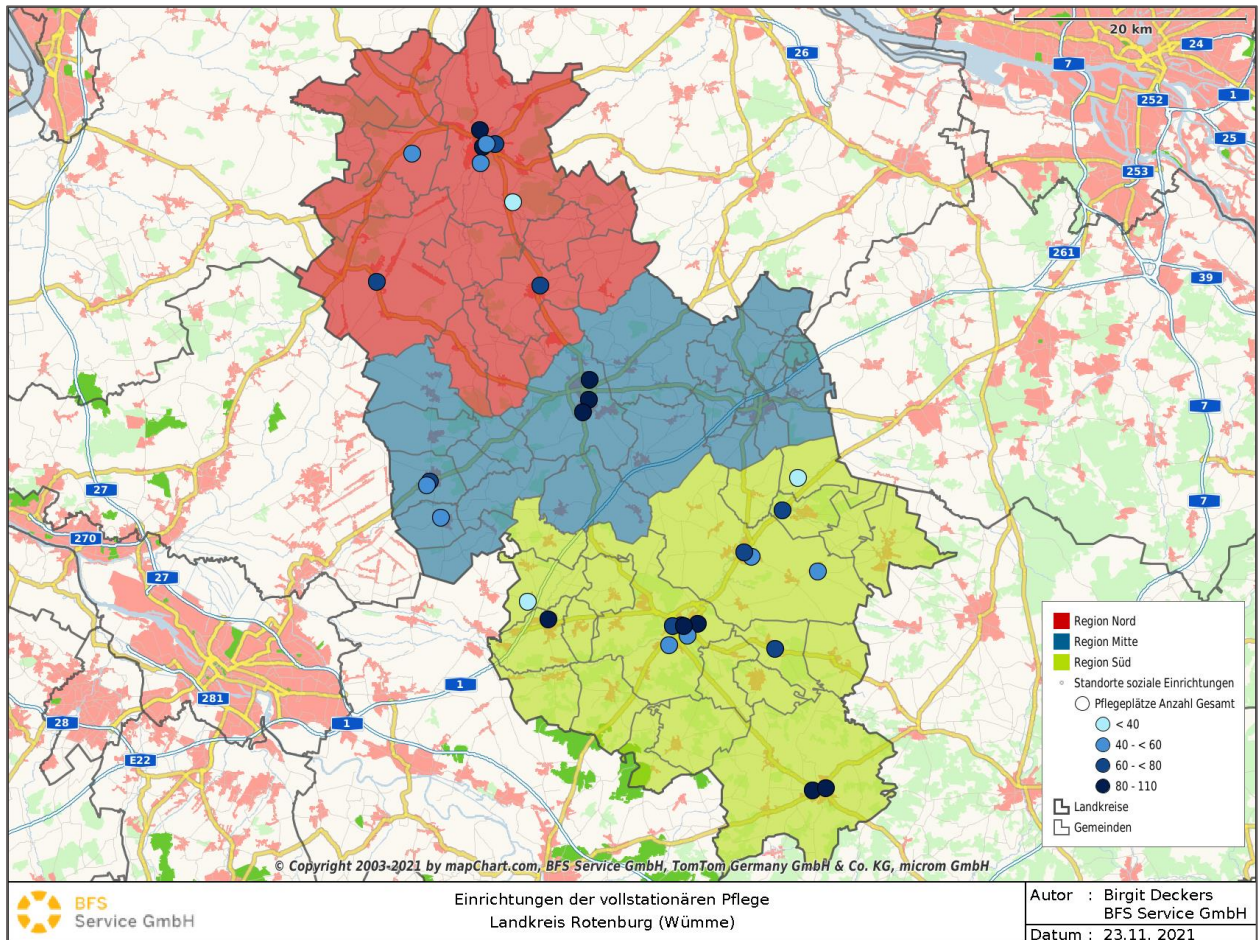 20 km
26
7
24
1
252
25
253
261
39
7
27
7
270
27
1
281
28
1
E22
Region Nord
Region Mitte
Region Süd
Standorte soziale Einrichtungen
Pflegeplätze Anzahl Gesamt
< 40
40 - < 60
60 - < 80
80 - 110
Landkreise
Gemeinden
© Copyright 2003-2021 by mapChart.com, BFS Service GmbH, TomTom Germany GmbH & Co. KG, microm GmbH
BFS
Service GmbH
Einrichtungen der vollstationären Pflege
Landkreis Rotenburg (Wümme)
Autor : Birgit Deckers
BFS Service GmbH
Datum : 23.11. 2021